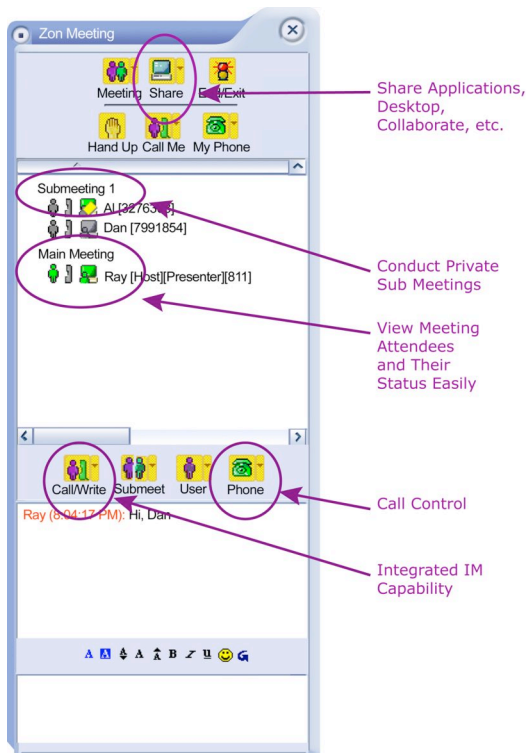 Zon Meeting
Meeting Share End/Exit
Share Applications,
Desktop,
Collaborate, etc.
Hand Up Call Me My Phone
Submeeting 1
Al
Dan [7991854]
Main Meeting
Ray [Host][Presenter][811]
Conduct Private
Sub Meetings
View Meeting
Attendees
and Their
Status Easily
Call/Write Submeet User Phone
Call Control
Ray (8:04:17 PM): Hi, Dan
Integrated IM
Capability
A A A A A B I u